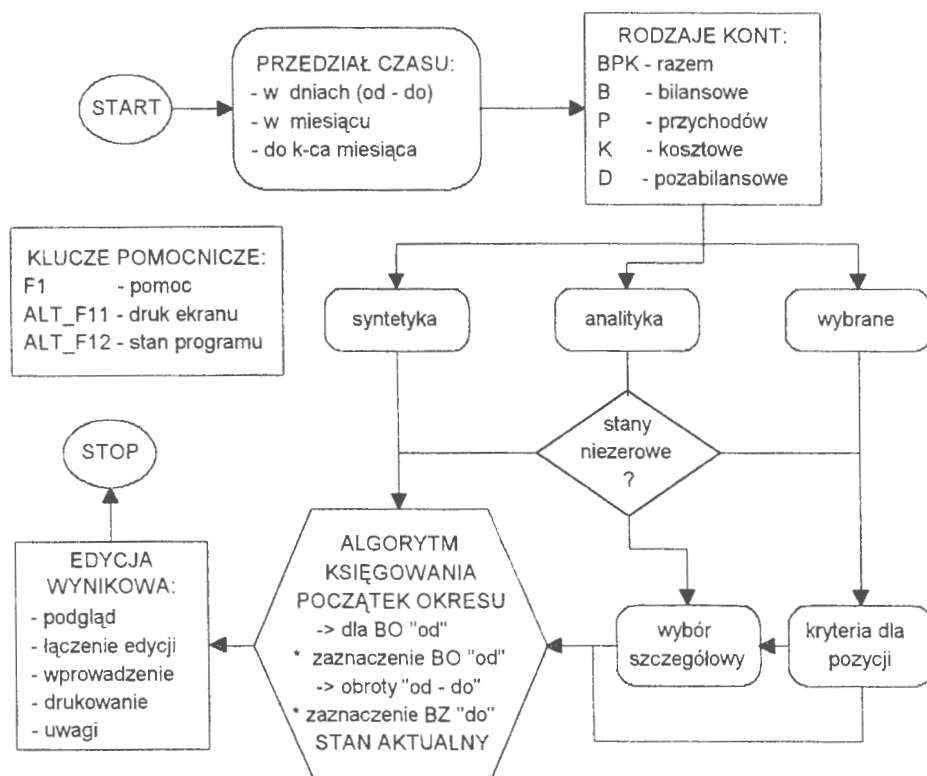 START
PRZEDZIAŁ CZASU:
- w dniach (od - do)
- w miesiącu
- do k-ca miesiąca
RODZAJE KONT:
BPK - razem
B - bilansowe
P - przychodów
K - kosztowe
D - pozabilansowe
KLUCZE POMOCNICZE:
F1 - pomoc
ALT_F11 - druk ekranu
ALT_F12 - stan programu
syntetyka
analityka
wybrane
stany
niezerowe
?
STOP
EDYCJA
WYNIKOWA:
- podgląd
- łączenie edycji
- wprowadzenie
- drukowanie
- uwagi
ALGORYTM
KSIĘGOWANIA
POCZĄTEK OKRESU
-> dla BO "od"
* zaznaczenie BO "od"
-> obroty "od - do"
* zaznaczenie BZ "do"
STAN AKTUALNY
wybór
szczegółowy
kryteria dla
pozycji